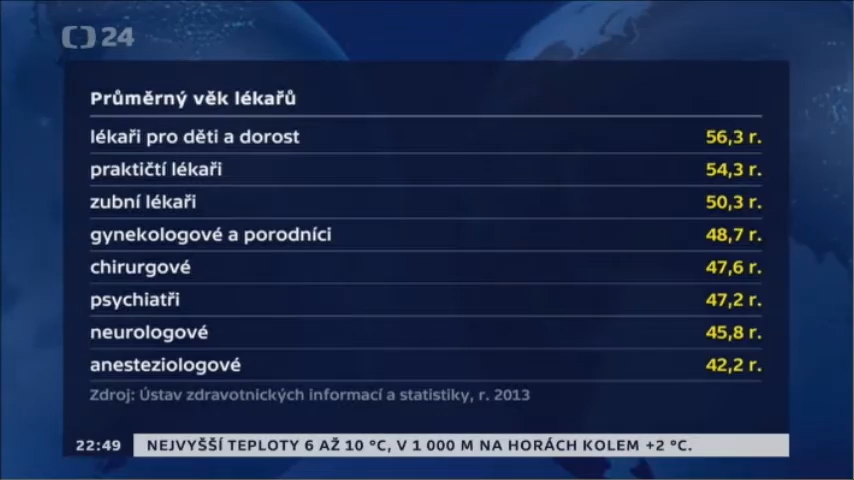 24
Průměrný věk lékařů
lékaři pro děti a dorost 56,3 r.
praktičtí lékaři 54,3 r.
zubní lékaři 50,3 r.
gynekologové a porodníci 48,7 r.
chirurgové 47,6 r.
psychiatři 47,2 r.
neurologové 45,8 r.
anesteziologové 42,2 r.
Zdroj: Ústav zdravotnických informací a statistiky, r. 2013
22:49 NEJVYŠŠÍ TEPLOTY 6 AŽ 10 °C, V 1 000 M NA HORÁCH KOLEM +2 °C.